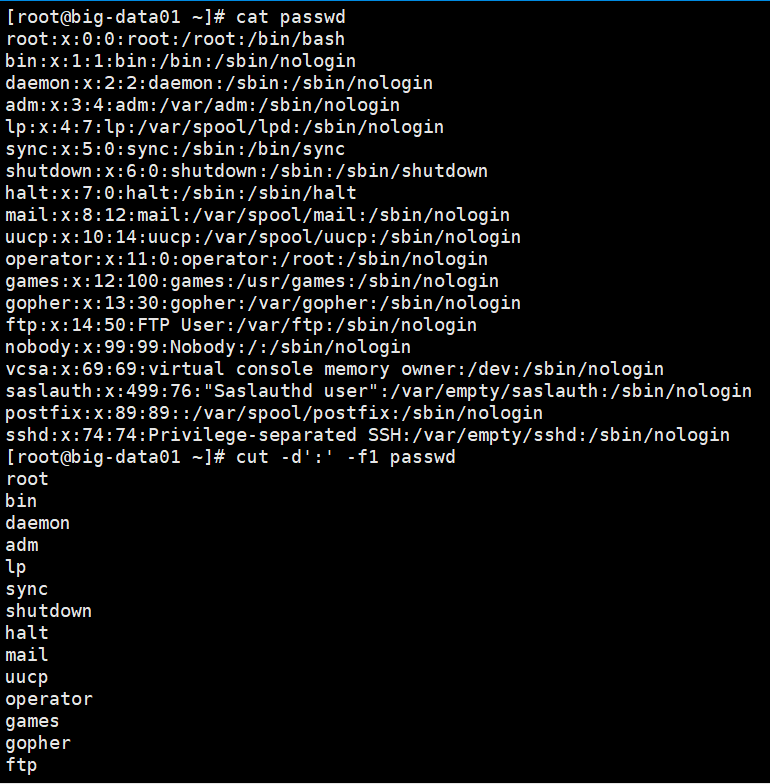 [root@big-data01 ~]# cat passwd
root:x:0:0:root:/root:/bin/bash
bin:x:1:1:bin:/bin:/sbin/nologin
daemon:x:2:2:daemon:/sbin:/sbin/nologin
adm:x:3:4:adm:/var/adm:/sbin/nologin
lp:x:4:7:lp:/var/spool/lpd:/sbin/nologin
sync:x:5:0:sync:/sbin:/bin/sync
shutdown:x:6:0:shutdown:/sbin:/sbin/shutdown
halt:x:7:0:halt:/sbin:/sbin/halt
mail:x:8:12:mail:/var/spool/mail:/sbin/nologin
uucp:x:10:14:uucp:/var/spool/uucp:/sbin/nologin
operator:x:11:0:operator:/root:/sbin/nologin
games:x:12:100:games:/usr/games:/sbin/nologin
gopher:x:13:30:gopher:/var/gopher:/sbin/nologin
ftp:x:14:50:FTP User:/var/ftp:/sbin/nologin
nobody:x:99:99:Nobody:/:/sbin/nologin
vcsa:x:69:69:virtual console memory owner:/dev:/sbin/nologin
saslauth:x:499:76:"Saslauthd user":/var/empty/saslauth:/sbin/nologin
postfix:x:89:89::/var/spool/postfix:/sbin/nologin
sshd:x:74:74:Privilege-separated SSH:/var/empty/sshd:/sbin/nologin
[root@big-data01 ~]# cut -d':' -f1 passwd
root
bin
daemon
adm
lp
sync
shutdown
halt
mail
uucp
operator
games
gopher
ftp